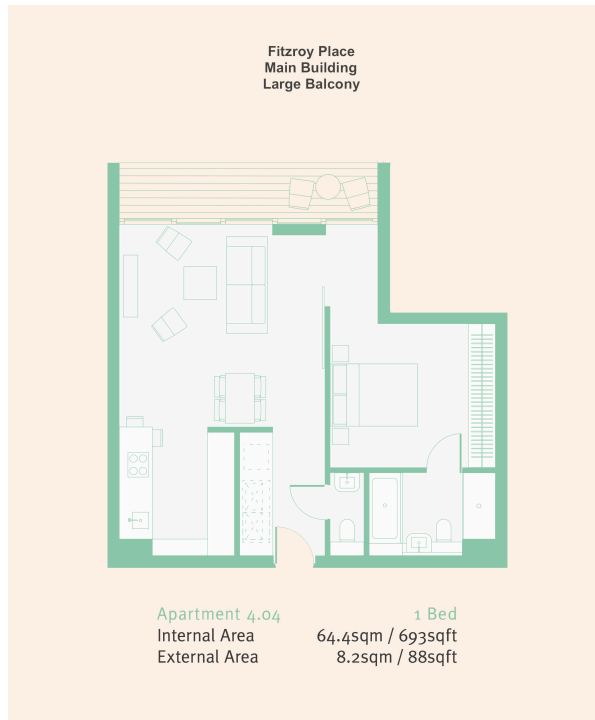 Fitzroy Place
Main Building
Large Balcony
Apartment 4.04 1 Bed
Internal Area 64.4sqm / 693sqft
External Area 8.2sqm / 88sqft